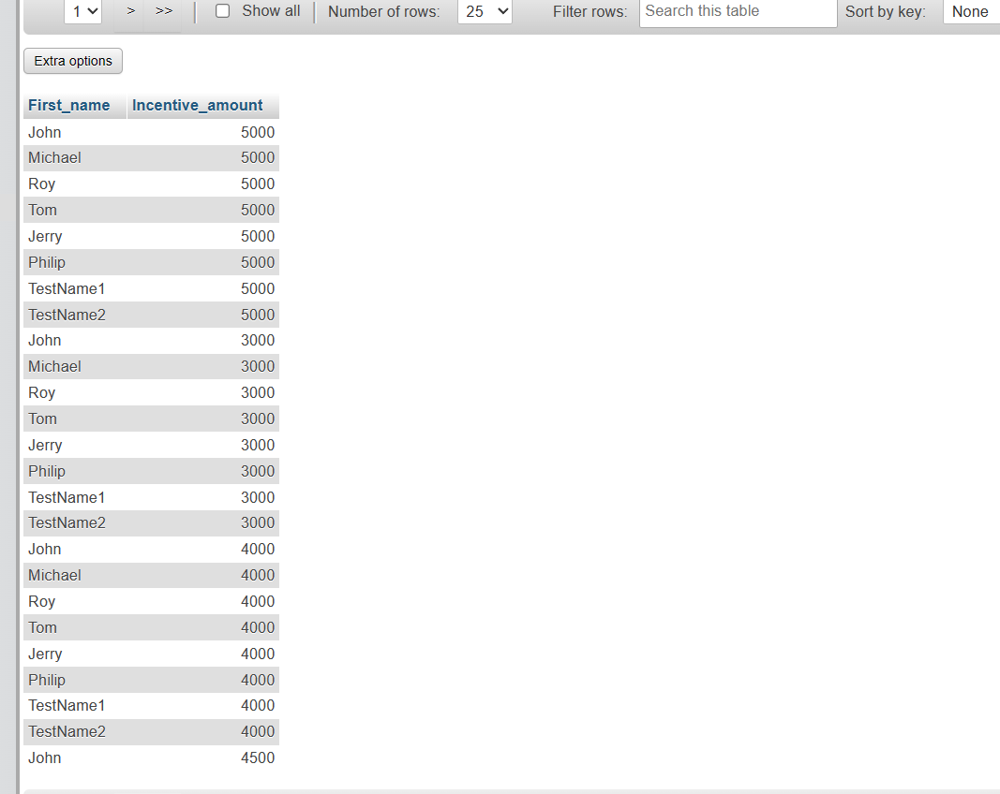 1 > >> Show all Number of rows: 25 Filter rows: Search this table Sort by key: None
Extra options
First_name Incentive_amount
John 5000
Michael 5000
Roy 5000
Tom 5000
Jerry 5000
Philip 5000
TestName1 5000
TestName2 5000
John 3000
Michael 3000
Roy 3000
Tom 3000
Jerry 3000
Philip 3000
TestName1 3000
TestName2 3000
John 4000
Michael 4000
Roy 4000
Tom 4000
Jerry 4000
Philip 4000
TestName1 4000
TestName2 4000
John 4500